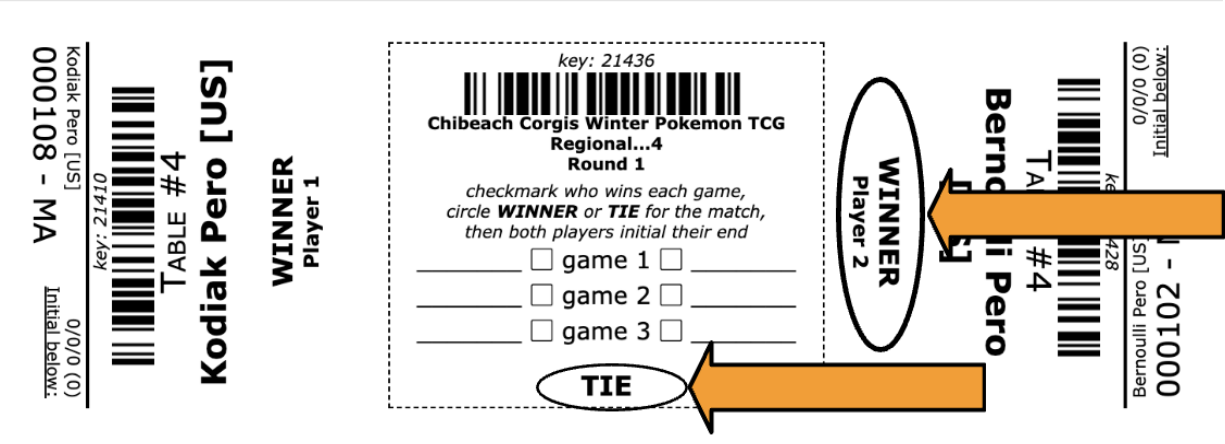 Kodiak Pero [US]
0/0/0 (0)
000108 - MA
Initial below:
key: 21410
TABLE #4
Kodiak Pero [US]
WINNER
Player 1
key: 21436
Chibeach Corgis Winter Pokemon TCG
Regional...4
Round 1
checkmark who wins each game,
circle WINNER or TIE for the match,
then both players initial their end
game 1
game 2
game 3
TIE
WINNER
Player 2
Bernoulli Pero
#4
428
0/0/0 (0)
Initial below:
Bernoulli Pero [US
000102 -